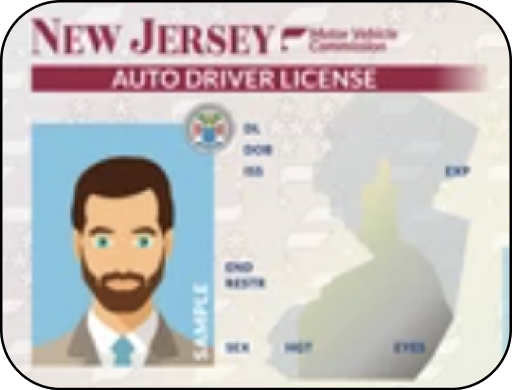 NEW JERSEY
Motor Vehicle
Commission
AUTO DRIVER LICENSE
DL
DOB
ISS
EXP
END
RESTR
SAMPLE
SEX HGT EYES